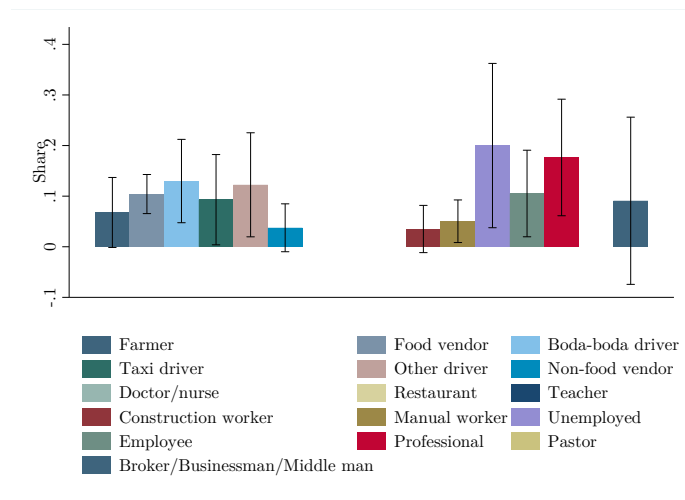 .4
.3
.2
.1
0
-.1
Share
Farmer Food vendor Boda-boda driver
Taxi driver Other driver Non-food vendor
Doctor/nurse Restaurant Teacher
Construction worker Manual worker Unemployed
Employee Professional Pastor
Broker/Businessman/Middle man